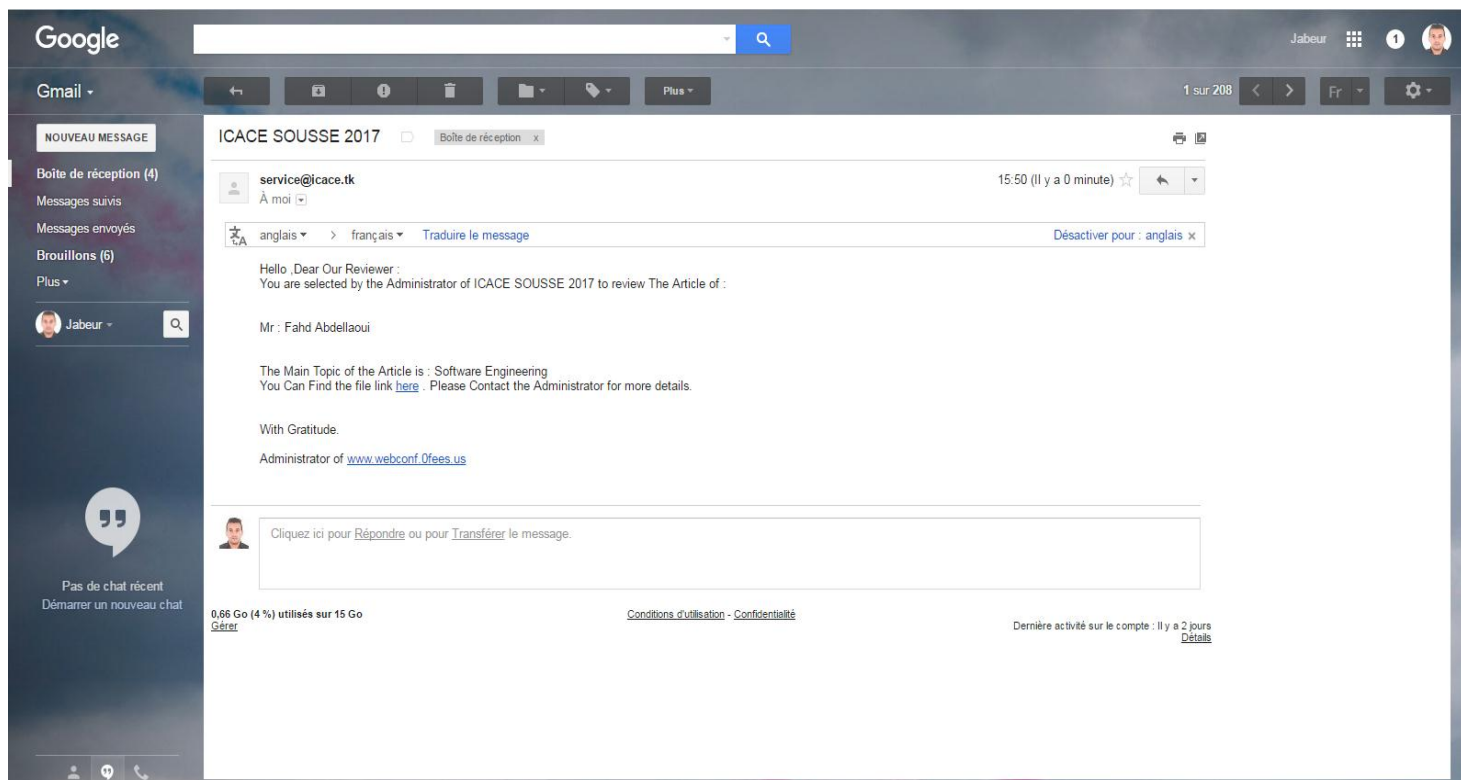 Google
Jabeur
1
Gmail
Plus
1 sur 208
Fr
NOUVEAU MESSAGE
ICACE SOUSSE 2017
Boîte de réception x
Boîte de réception (4)
service@icace.tk
15:50 (Il y a 0 minute)
À moi
Messages suivis
Messages envoyés
anglais > français Traduire le message
Désactiver pour : anglais x
Brouillons (6)
Plus
Jabeur
Hello ,Dear Our Reviewer :
You are selected by the Administrator of ICACE SOUSSE 2017 to review The Article of :
Mr : Fahd Abdellaoui
The Main Topic of the Article is : Software Engineering
You Can Find the file link here . Please Contact the Administrator for more details.
With Gratitude.
Administrator of www.webconf.0fees.us
Cliquez ici pour Répondre ou pour Transférer le message.
Pas de chat récent
Démarrer un nouveau chat
0,66 Go (4 %) utilisés sur 15 Go
Gérer
Conditions d'utilisation - Confidentialité
Dernière activité sur le compte : Il y a 2 jours
Détails